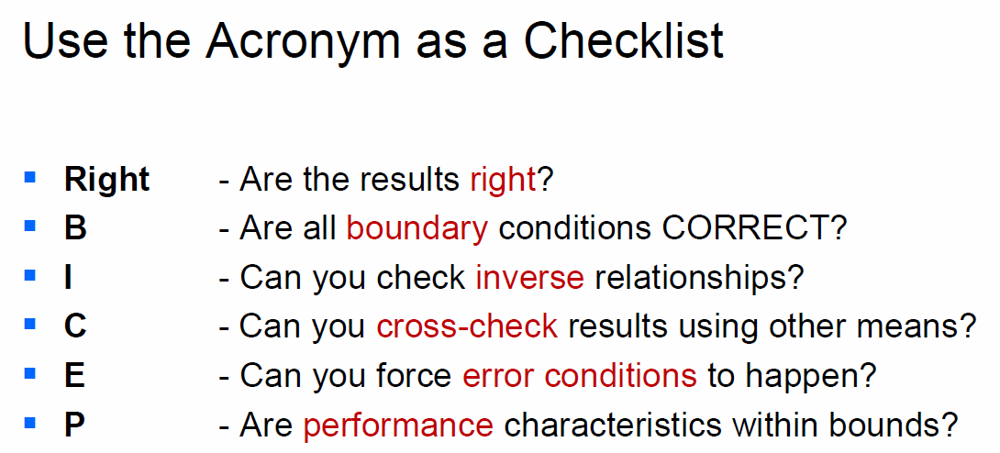 Use the Acronym as a Checklist
▪ Right - Are the results right?
▪ B - Are all boundary conditions CORRECT?
▪ I - Can you check inverse relationships?
▪ C - Can you cross-check results using other means?
▪ E - Can you force error conditions to happen?
▪ P - Are performance characteristics within bounds?